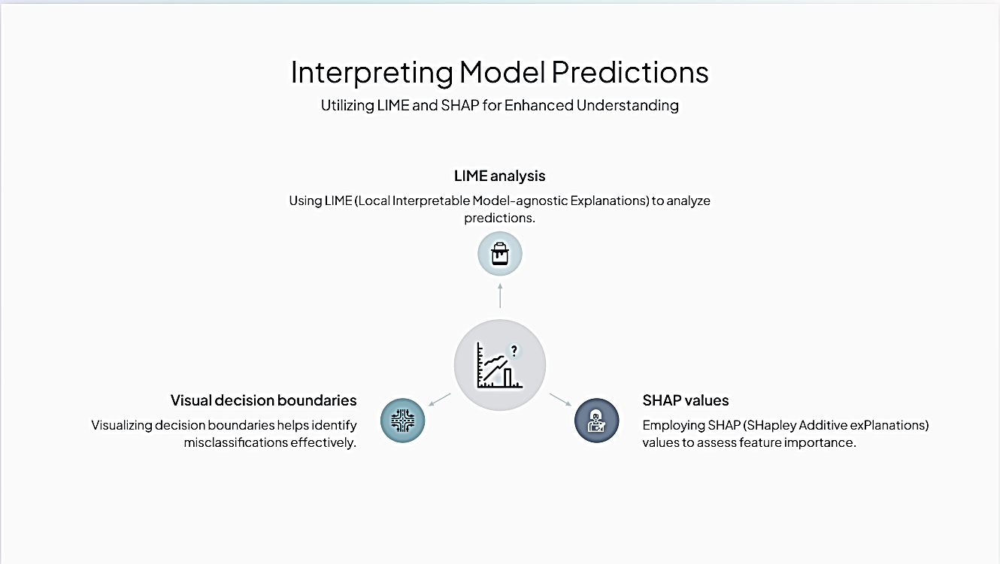 Interpreting Model Predictions
Utilizing LIME and SHAP for Enhanced Understanding
LIME analysis
Using LIME (Local Interpretable Model-agnostic Explanations) to analyze
predictions.
?
Visual decision boundaries
Visualizing decision boundaries helps identify
misclassifications effectively.
SHAP values
Employing SHAP (SHapley Additive exPlanations)
values to assess feature importance.